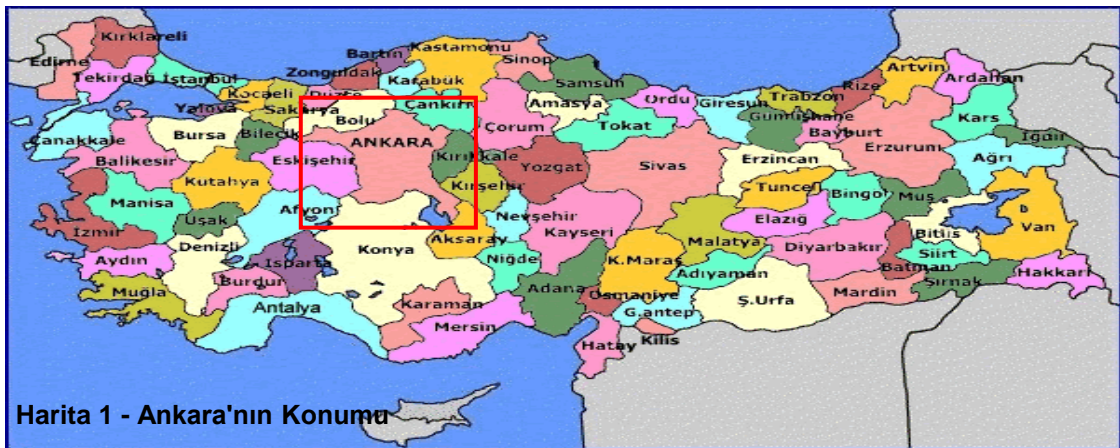 Kırklareli
Edirne
Tekirdağ
İstanbul
Kocaeli
Yalova
Sakarya
Düzce
Zonguldak
Bartın
Karabük
Kastamonu
Sinop
Samsun
Çankırı
Bolu
Amasya
Ordu
Giresun
Trabzon
Rize
Artvin
Ardahan
Kars
Iğdır
Gümüşhane
Bayburt
Erzurum
Ağrı
Çanakkale
Bursa
Bilecik
Balikesir
Eskişehir
ANKARA
Kırıkkale
Çorum
Tokat
Yozgat
Sivas
Erzincan
Kutahya
Kırşehir
Tunceli
Bingöl
Muş
Van
Manisa
Uşak
Afyon
Nevşehir
Kayseri
Malatya
Elazığ
Diyarbakır
Bitlis
Siirt
Batman
İzmir
Denizli
Konya
Aksaray
Niğde
K.Maraş
Adıyaman
Şırnak
Hakkari
Aydın
Isparta
Burdur
Muğla
Antalya
Karaman
Mersin
Adana
Osmaniye
G.antep
Ş.Urfa
Mardin
Hatay
Kilis
Harita 1 - Ankara'nın Konumu